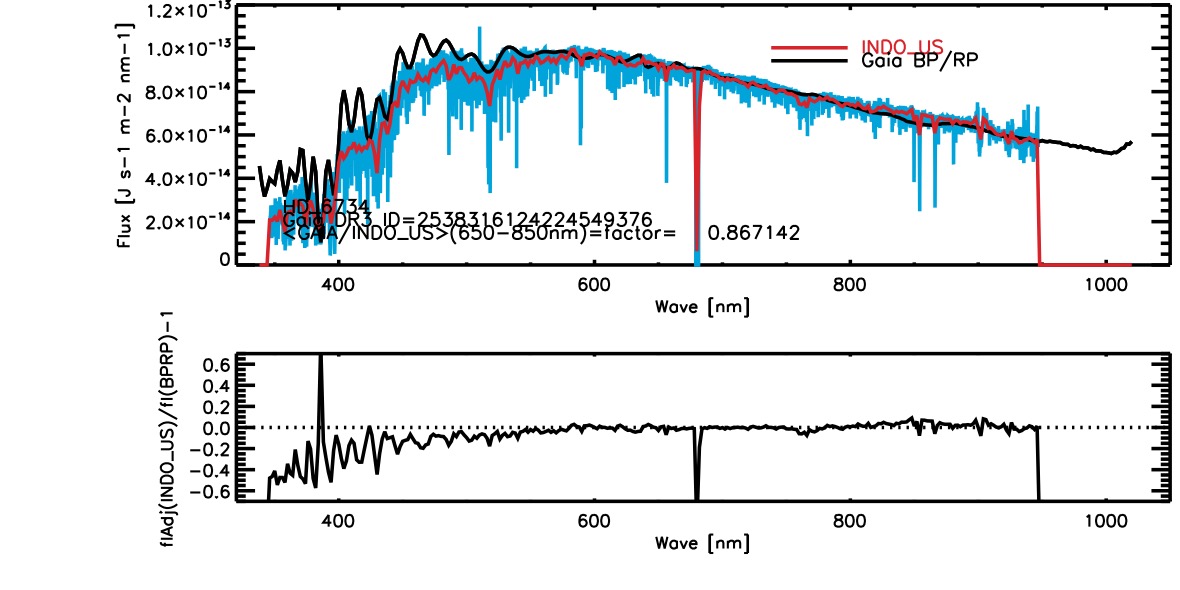 1.2×10−13
1.0×10−13
8.0×10−14
6.0×10−14
4.0×10−14
2.0×10−14
0
Flux [J s−1 m−2 nm−1]
INDO_US
Gaia BP/RP
HD_6734
Gaia DR3 ID=2538316124224549376
<GAIA/INDO_US>(650−850nm)=factor= 0.867142
400 600 800 1000
Wave [nm]
flAdj(INDO_US)/fl(BPRP)−1
0.6
0.4
0.2
0.0
−0.2
−0.4
−0.6
400 600 800 1000
Wave [nm]